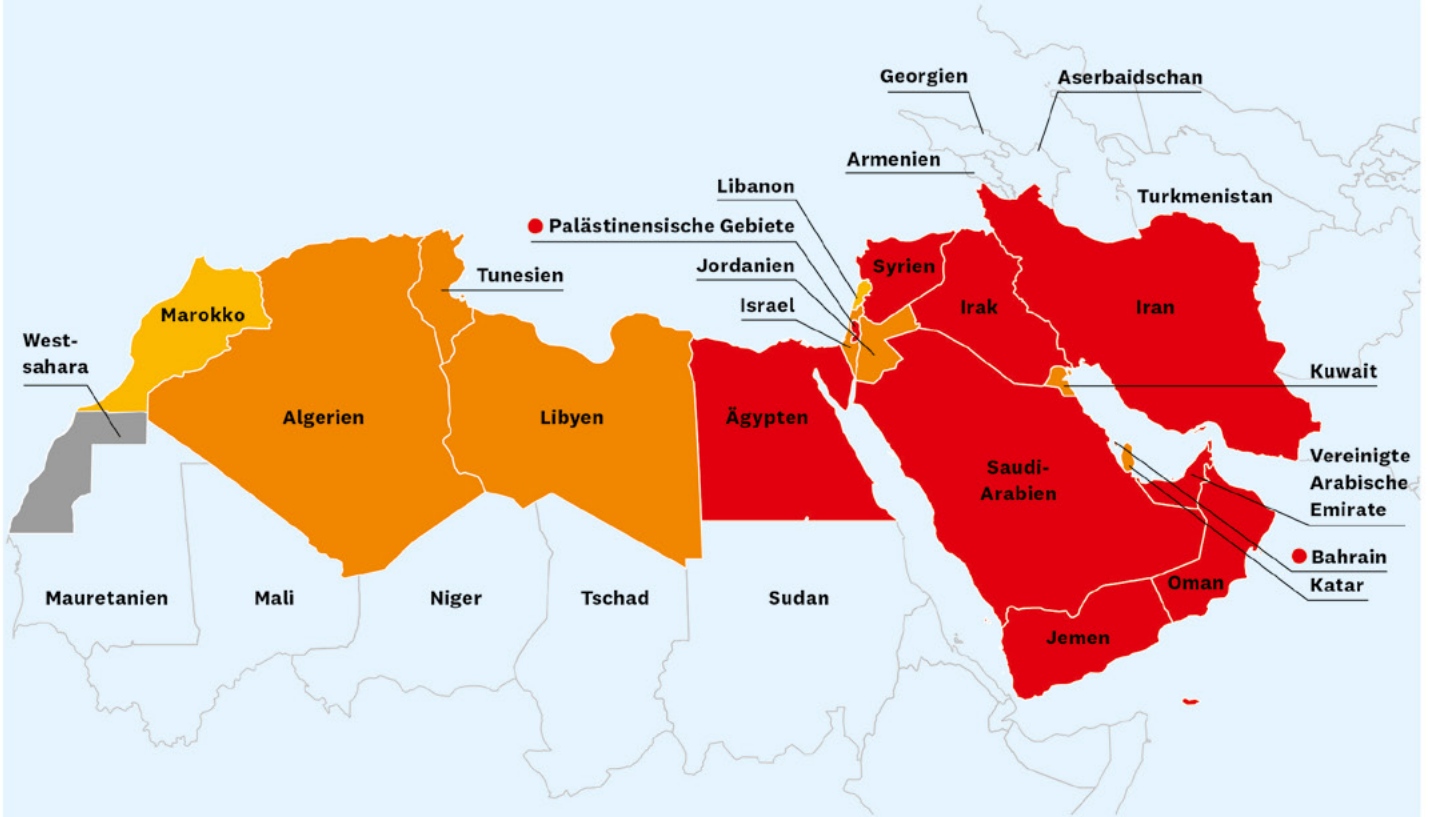 Georgien
Aserbaidschan
Armenien
Libanon
Turkmenistan
Palästinensische Gebiete
Jordanien
Syrien
Tunesien
Israel
Irak
Iran
Marokko
West-
sahara
Kuwait
Algerien
Libyen
Ägypten
Saudi-
Arabien
Vereinigte
Arabische
Emirate
Bahrain
Katar
Oman
Mauretanien
Mali
Niger
Tschad
Sudan
Jemen